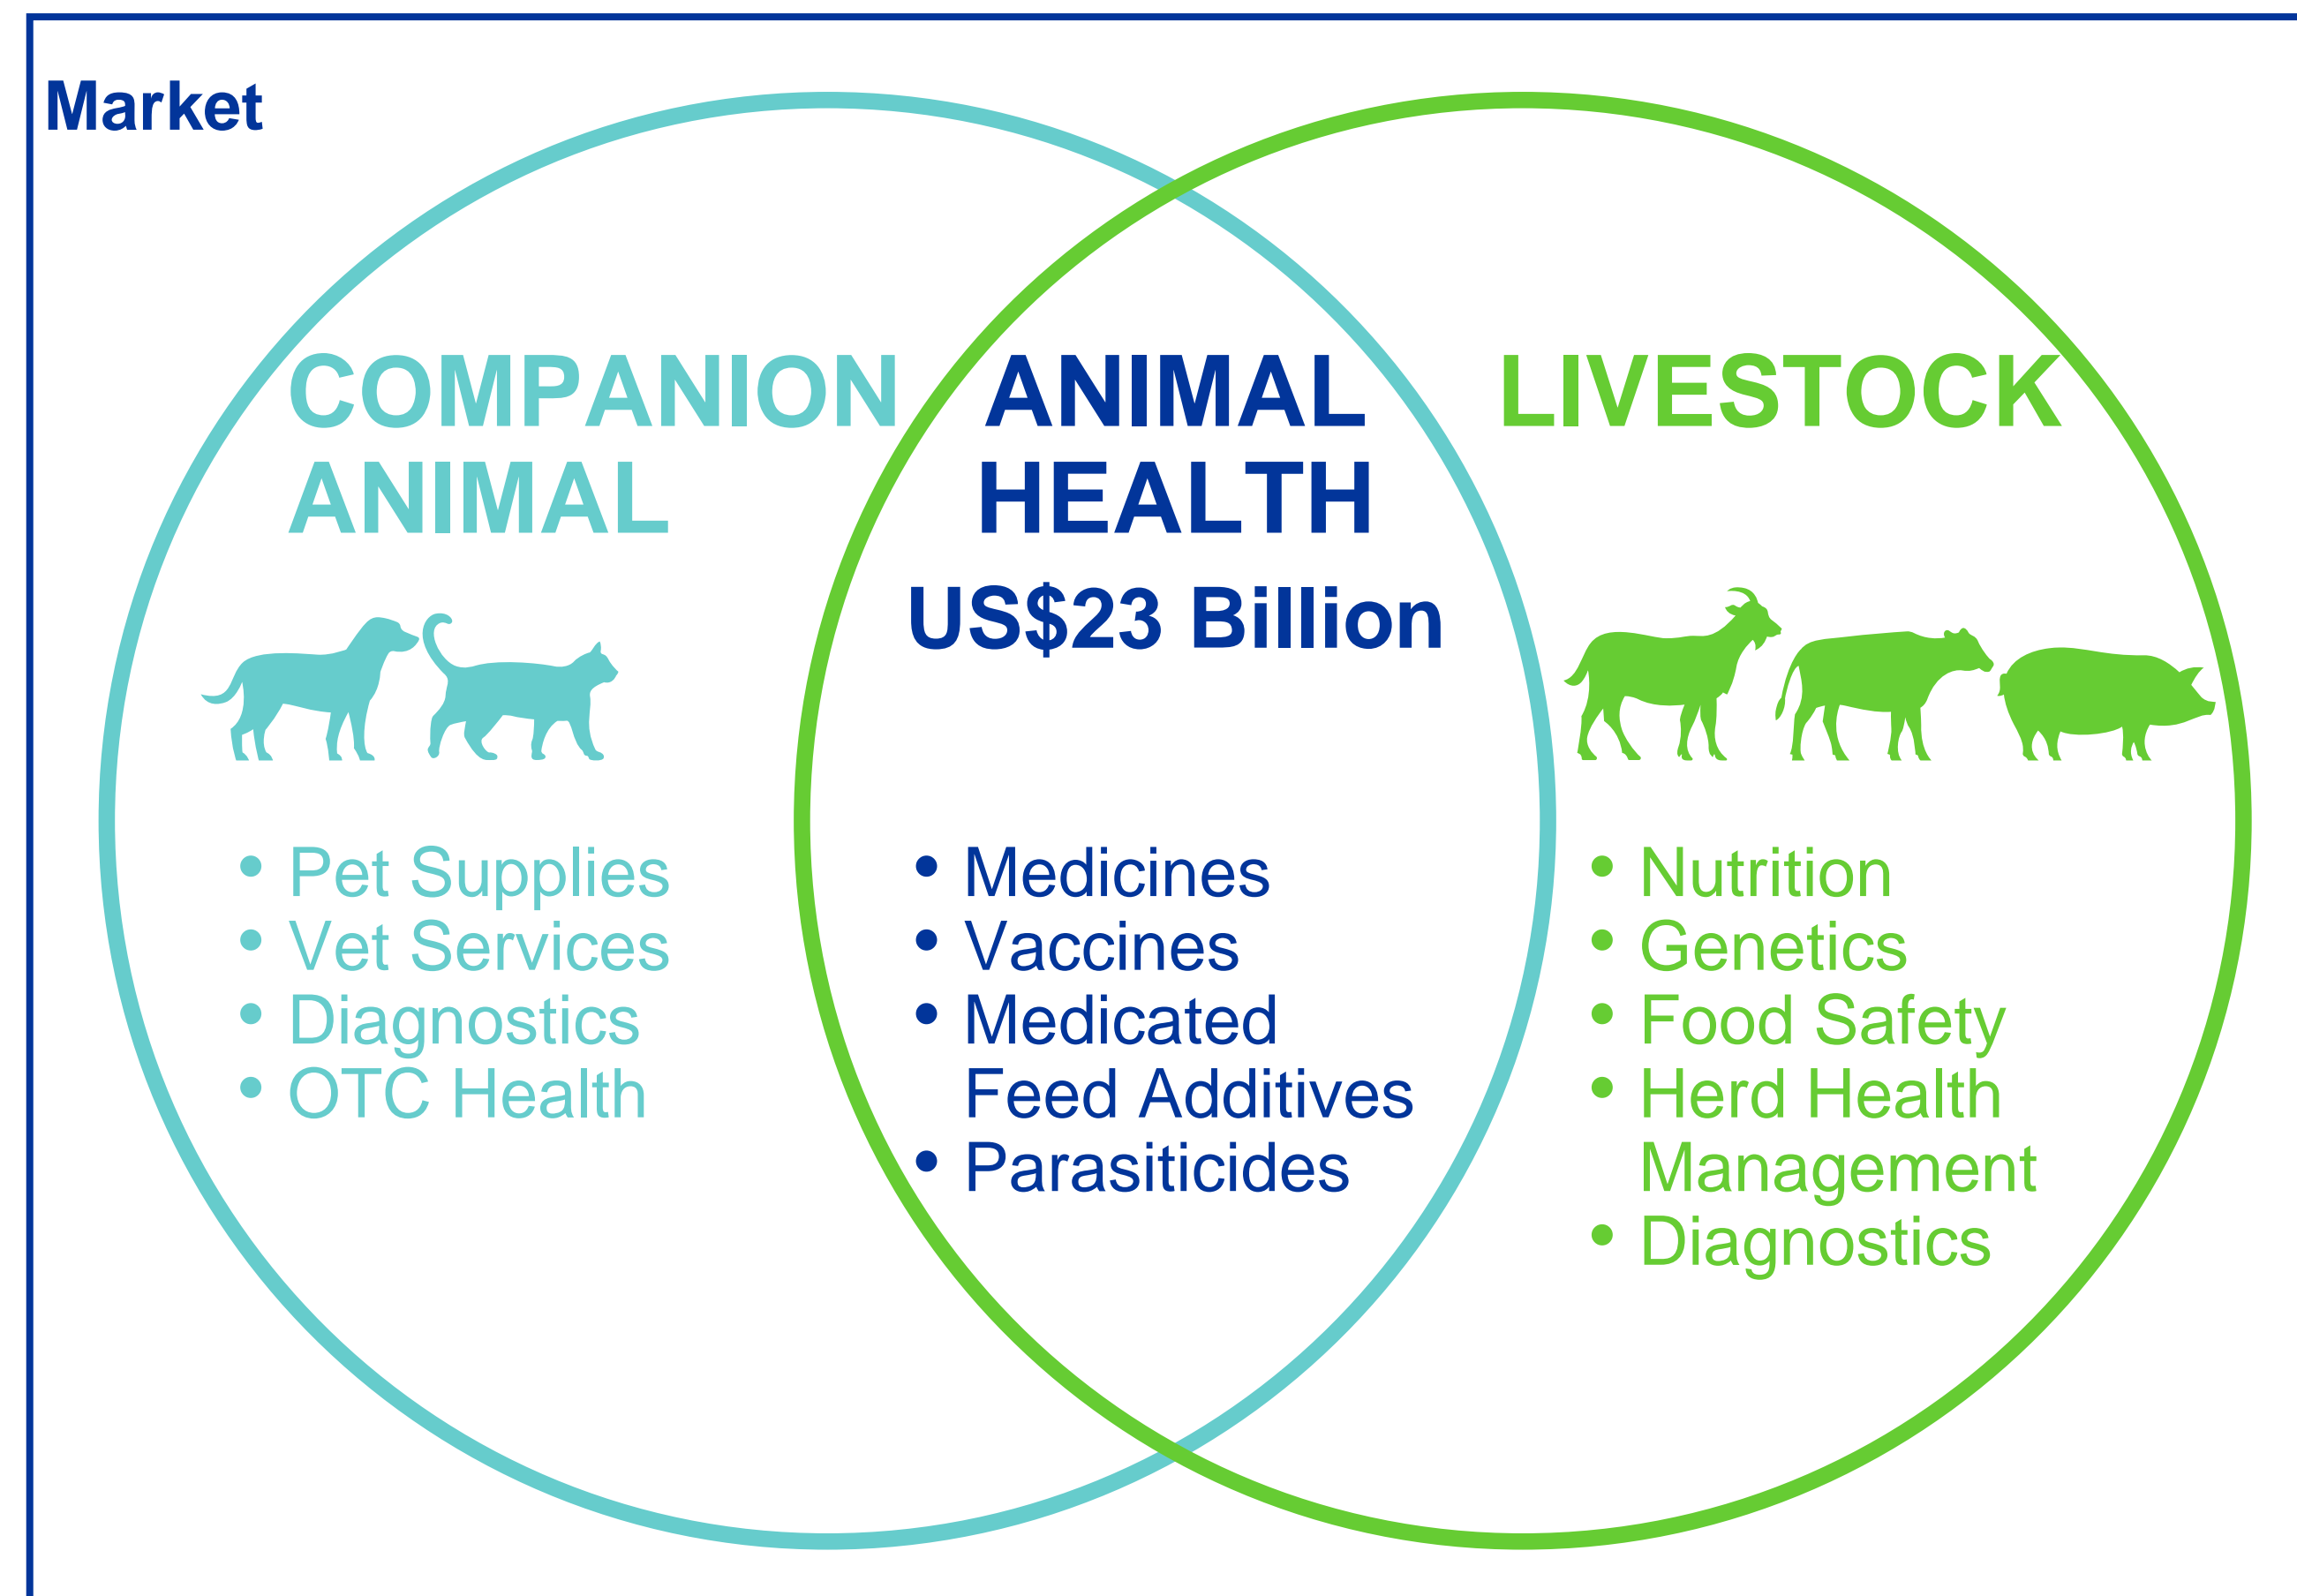 Market
COMPANION
ANIMAL
• Pet Supplies
• Vet Services
• Diagnostics
• OTC Health
ANIMAL
HEALTH
US$23 Billion
• Medicines
• Vaccines
• Medicated
Feed Additives
• Parasiticides
LIVESTOCK
• Nutrition
• Genetics
• Food Safety
• Herd Health
Management
• Diagnostics